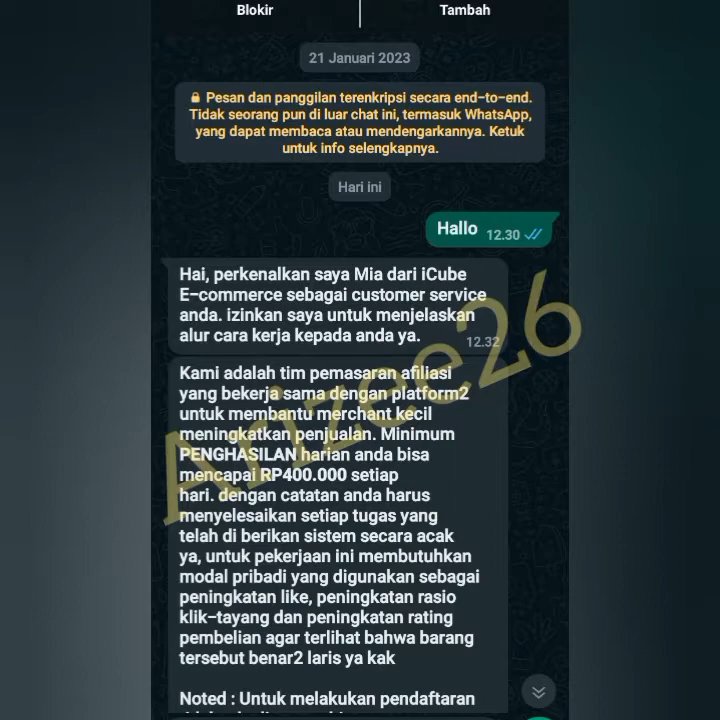 Blokir
Tambah
21 Januari 2023
Pesan dan panggilan terenkripsi secara end-to-end.
Tidak seorang pun di luar chat ini, termasuk WhatsApp,
yang dapat membaca atau mendengarkannya. Ketuk
untuk info selengkapnya.
Hari ini
Hallo 12.30
Hai, perkenalkan saya Mia dari iCube
E-commerce sebagai customer service
anda. izinkan saya untuk menjelaskan
alur cara kerja kepada anda ya.
12.32
Kami adalah tim pemasaran afiliasi
yang bekerja sama dengan platform2
untuk membantu merchant kecil
meningkatkan penjualan. Minimum
PENGHASILAN harian anda bisa
mencapai RP400.000 setiap
hari. dengan catatan anda harus
menyelesaikan setiap tugas yang
telah di berikan sistem secara acak
ya, untuk pekerjaan ini membutuhkan
modal pribadi yang digunakan sebagai
peningkatan like, peningkatan rasio
klik-tayang dan peningkatan rating
pembelian agar terlihat bahwa barang
tersebut benar2 laris ya kak
Noted : Untuk melakukan pendaftaran
Arizee26